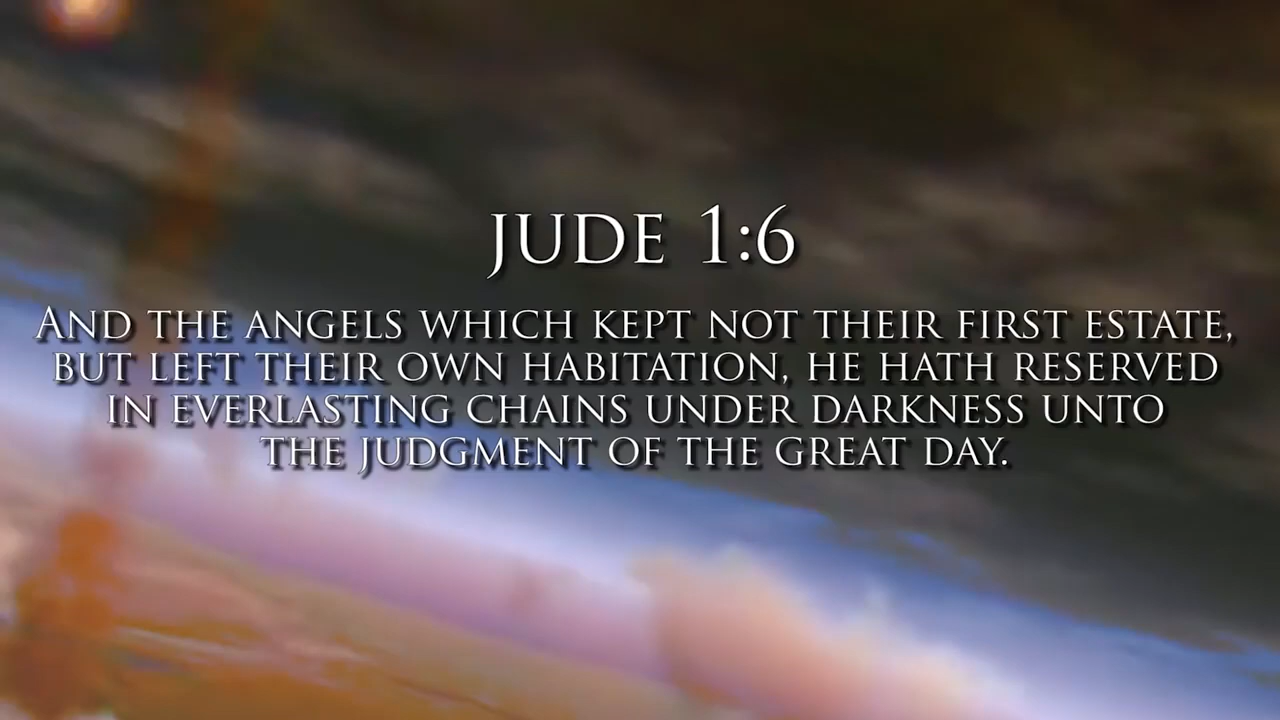 JUDE 1:6
AND THE ANGELS WHICH KEPT NOT THEIR FIRST ESTATE,
BUT LEFT THEIR OWN HABITATION, HE HATH RESERVED
IN EVERLASTING CHAINS UNDER DARKNESS UNTO
THE JUDGMENT OF THE GREAT DAY.